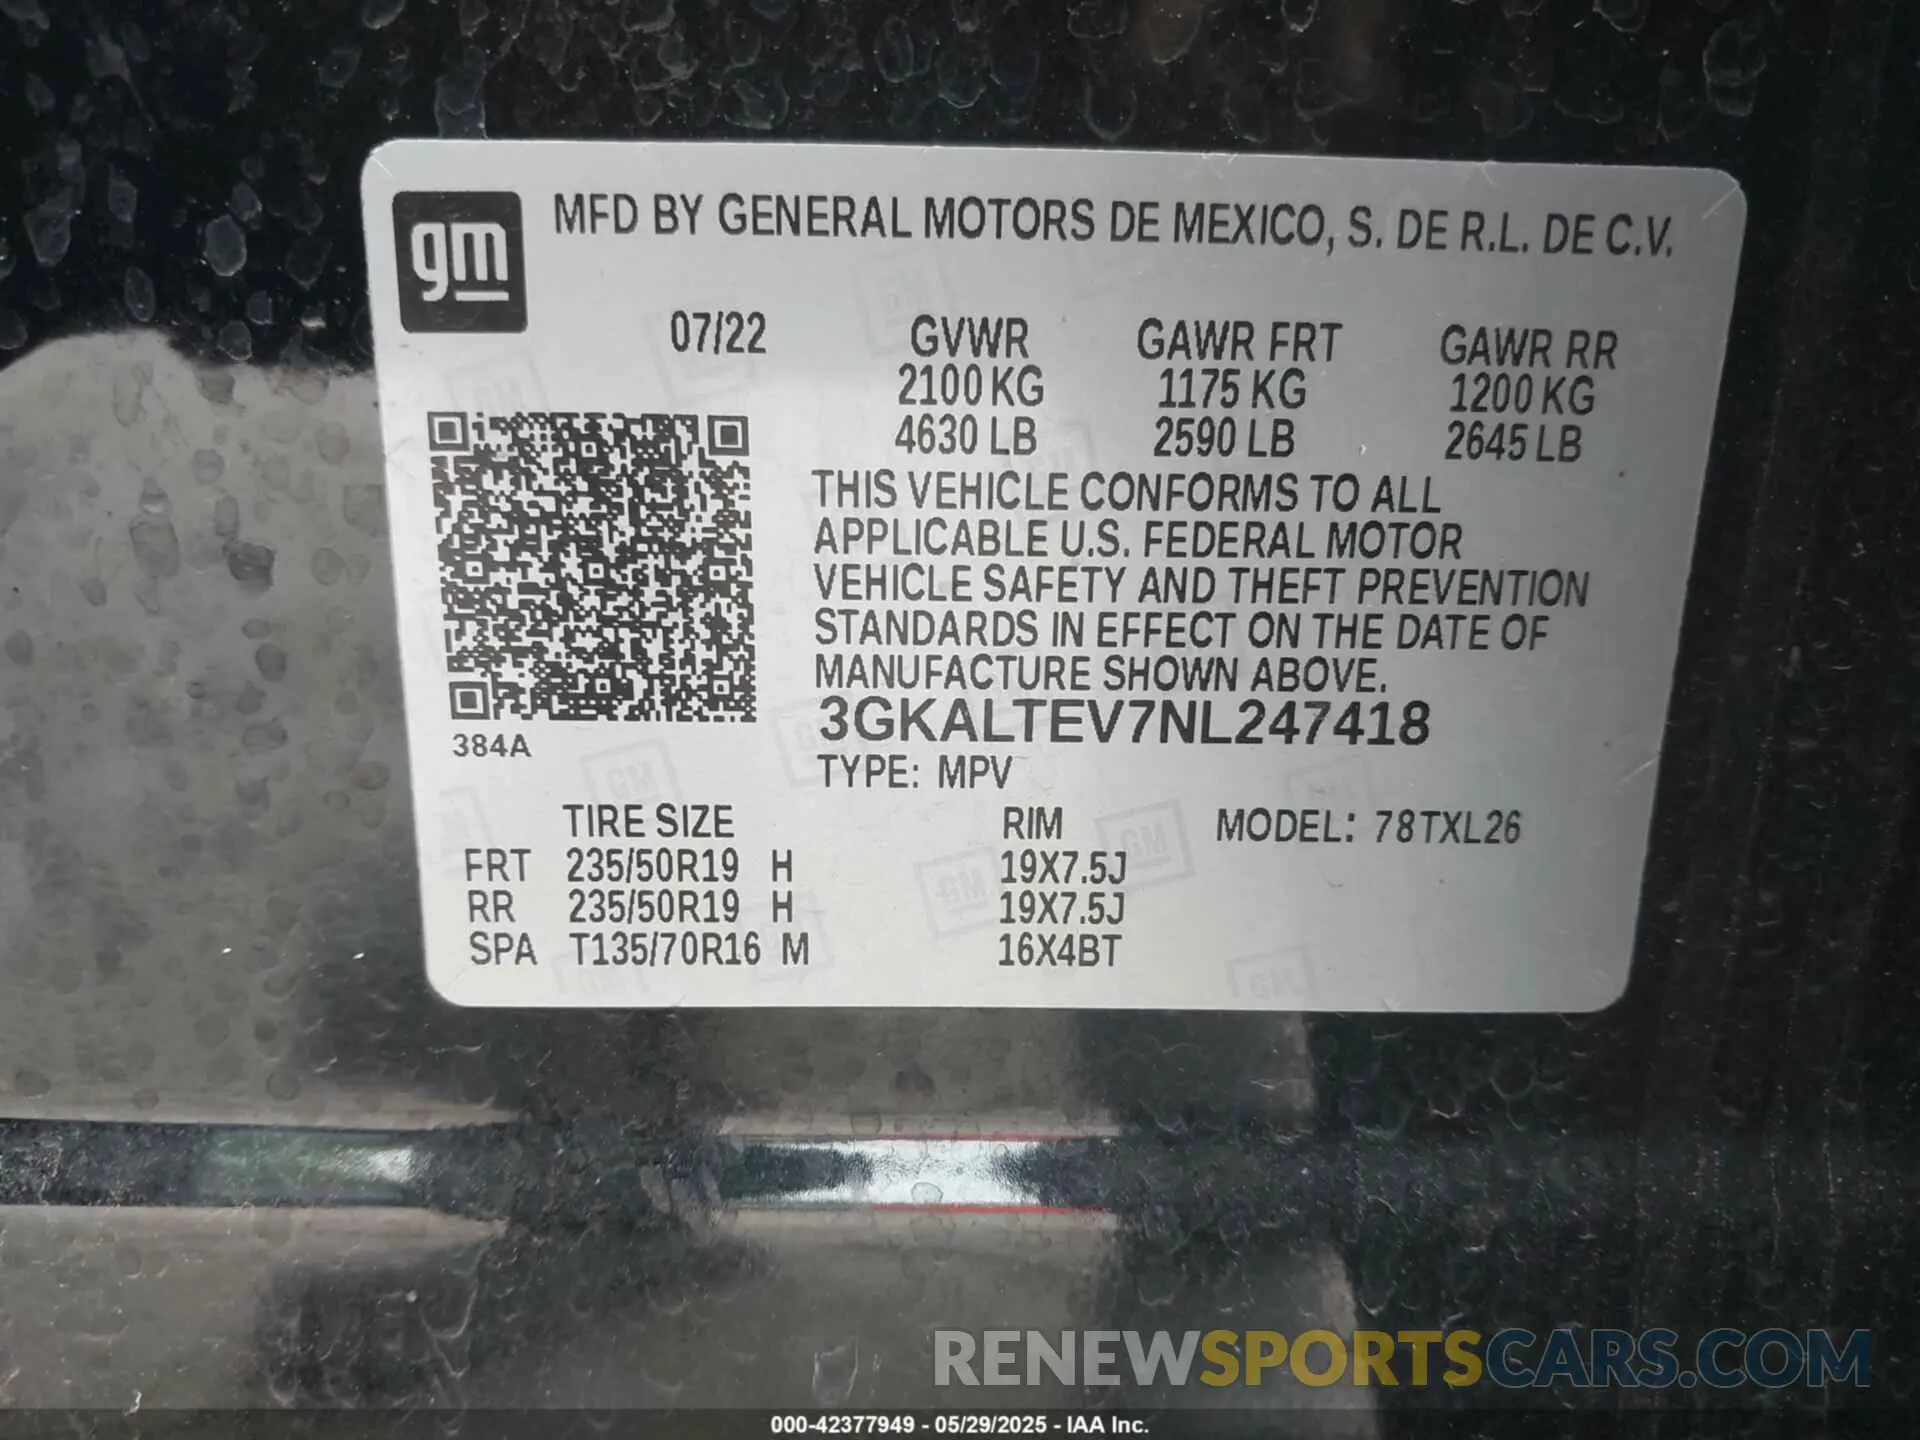 gm
MFD BY GENERAL MOTORS DE MEXICO, S. DE R.L. DE C.V.
07/22 GVWR GAWR FRT GAWR RR
2100 KG 1175 KG 1200 KG
4630 LB 2590 LB 2645 LB
THIS VEHICLE CONFORMS TO ALL
APPLICABLE U.S. FEDERAL MOTOR
VEHICLE SAFETY AND THEFT PREVENTION
STANDARDS IN EFFECT ON THE DATE OF
MANUFACTURE SHOWN ABOVE.
3GKALTEV7NL247418
384A
TYPE: MPV
TIRE SIZE RIM MODEL: 78TXL26
FRT 235/50R19 H 19X7.5J
RR 235/50R19 H 19X7.5J
SPA T135/70R16 M 16X4BT
RENEWSPORTSCARS.COM
000-42377949 - 05/29/2025 - IAA Inc.